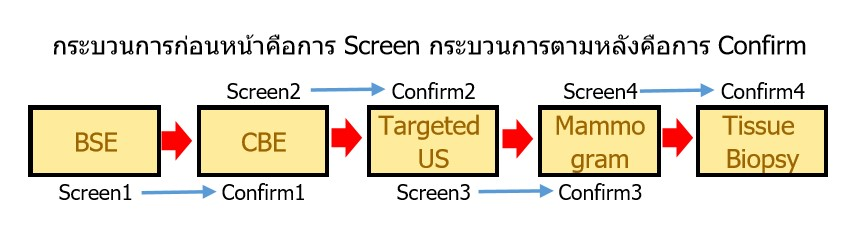 กระบวนการก่อนหน้าคือการ Screen กระบวนการตามหลังคือการ Confirm
Screen2 Confirm2 Screen4 Confirm4
BSE CBE Targeted US Mammo gram Tissue Biopsy
Screen1 Confirm1 Screen3 Confirm3